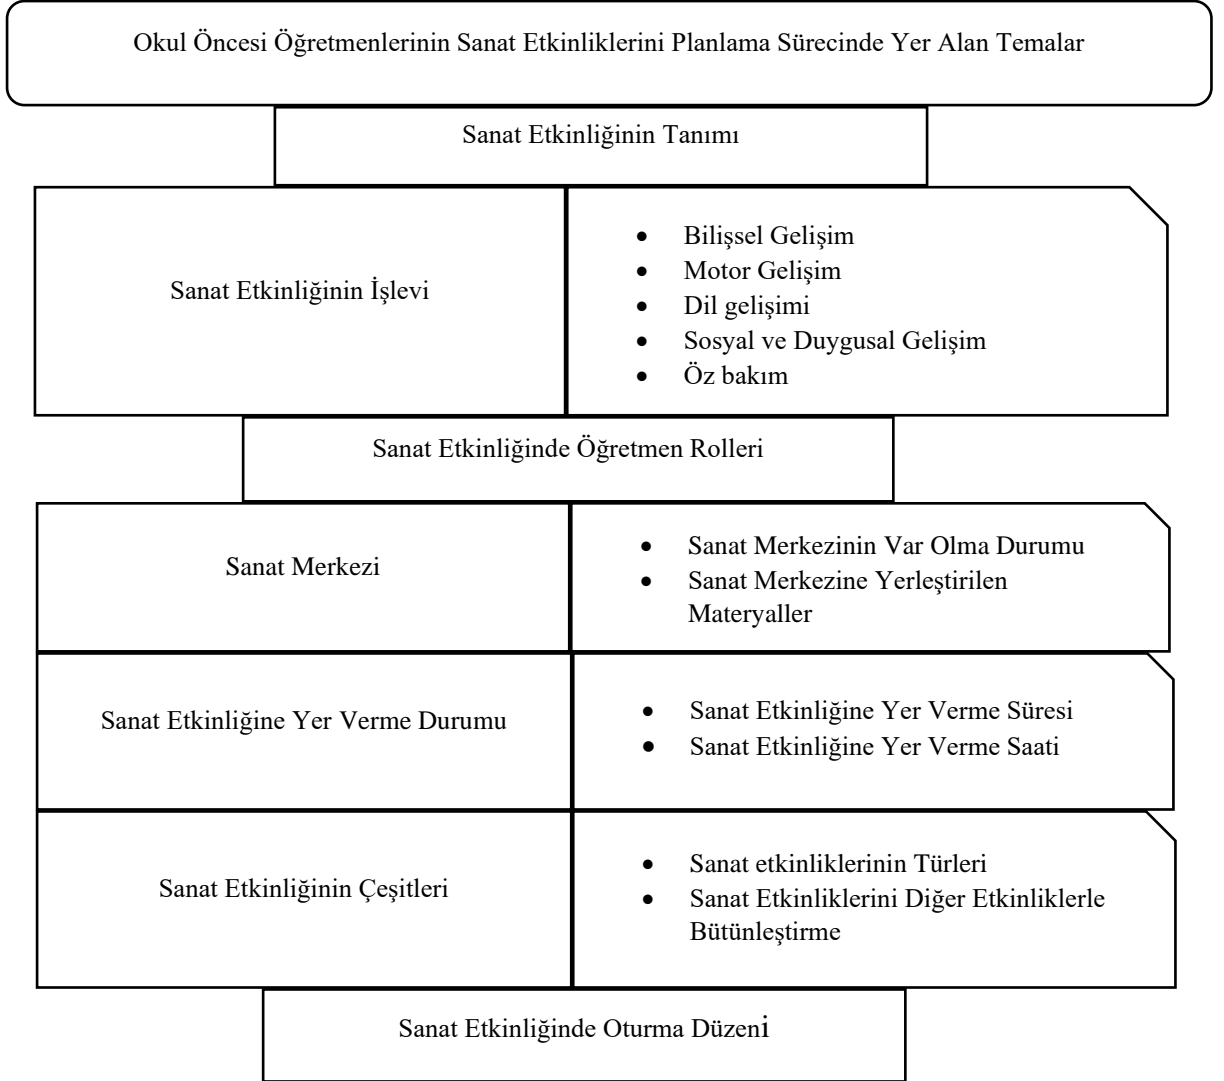 Okul Öncesi Öğretmenlerinin Sanat Etkinliklerini Planlama Sürecinde Yer Alan Temalar
Sanat Etkinliğinin Tanımı
Sanat Etkinliğinin İşlevi
• Bilişsel Gelişim
• Motor Gelişim
• Dil gelişimi
• Sosyal ve Duygusal Gelişim
• Öz bakım
Sanat Etkinliğinde Öğretmen Rolleri
Sanat Merkezi
• Sanat Merkezinin Var Olma Durumu
• Sanat Merkezine Yerleştirilen
Materyaller
Sanat Etkinliğine Yer Verme Durumu
• Sanat Etkinliğine Yer Verme Süresi
• Sanat Etkinliğine Yer Verme Saati
Sanat Etkinliğinin Çeşitleri
• Sanat etkinliklerinin Türleri
• Sanat Etkinliklerini Diğer Etkinliklerle
Bütünleştirme
Sanat Etkinliğinde Oturma Düzeni